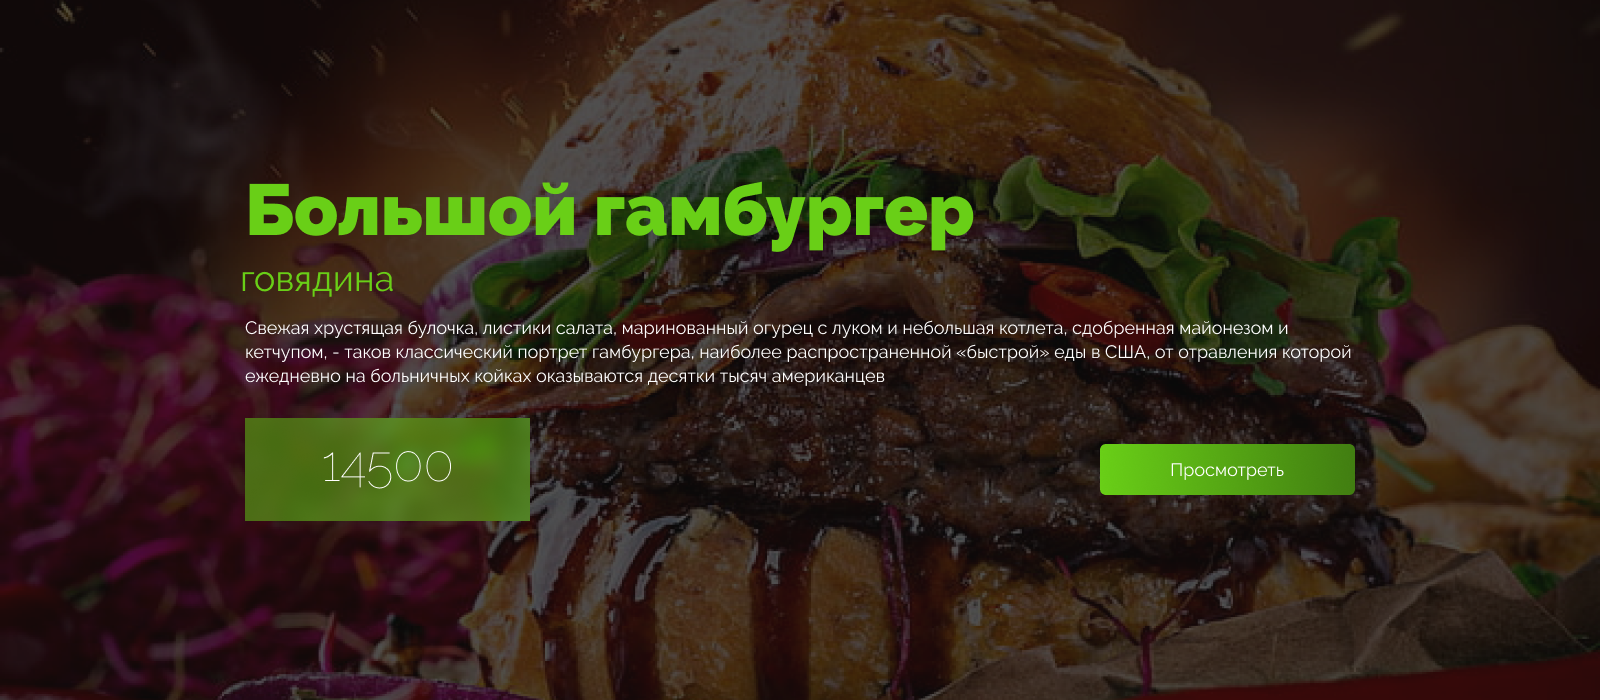 Большой гамбургер
говядина
Свежая хрустящая булочка, листики салата, маринованный огурец с луком и небольшая котлета, сдобренная майонезом и
кетчупом, - таков классический портрет гамбургера, наиболее распространенной «быстрой» еды в США, от отравления которой
ежедневно на больничных койках оказываются десятки тысяч американцев
14500
Просмотреть